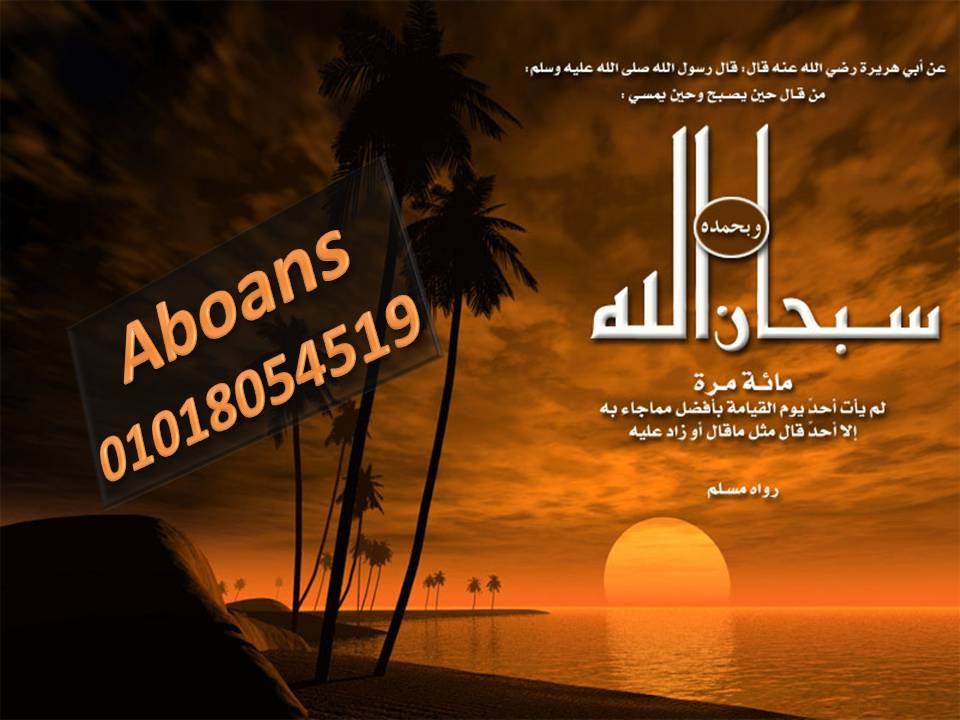 عن أبي هريرة رضي الله عنه قال: قال رسول الله صلى الله عليه وسلم:
من قال حين يصبح وحين يمسي:
سبحان الله
وبحمده
مائة مرة
لم يأت أحدٌ يوم القيامة بأفضل مماجاء به
إلا أحدٌ قال مثل ماقال أو زاد عليه
رواه مسلم
Aboans
01018054519